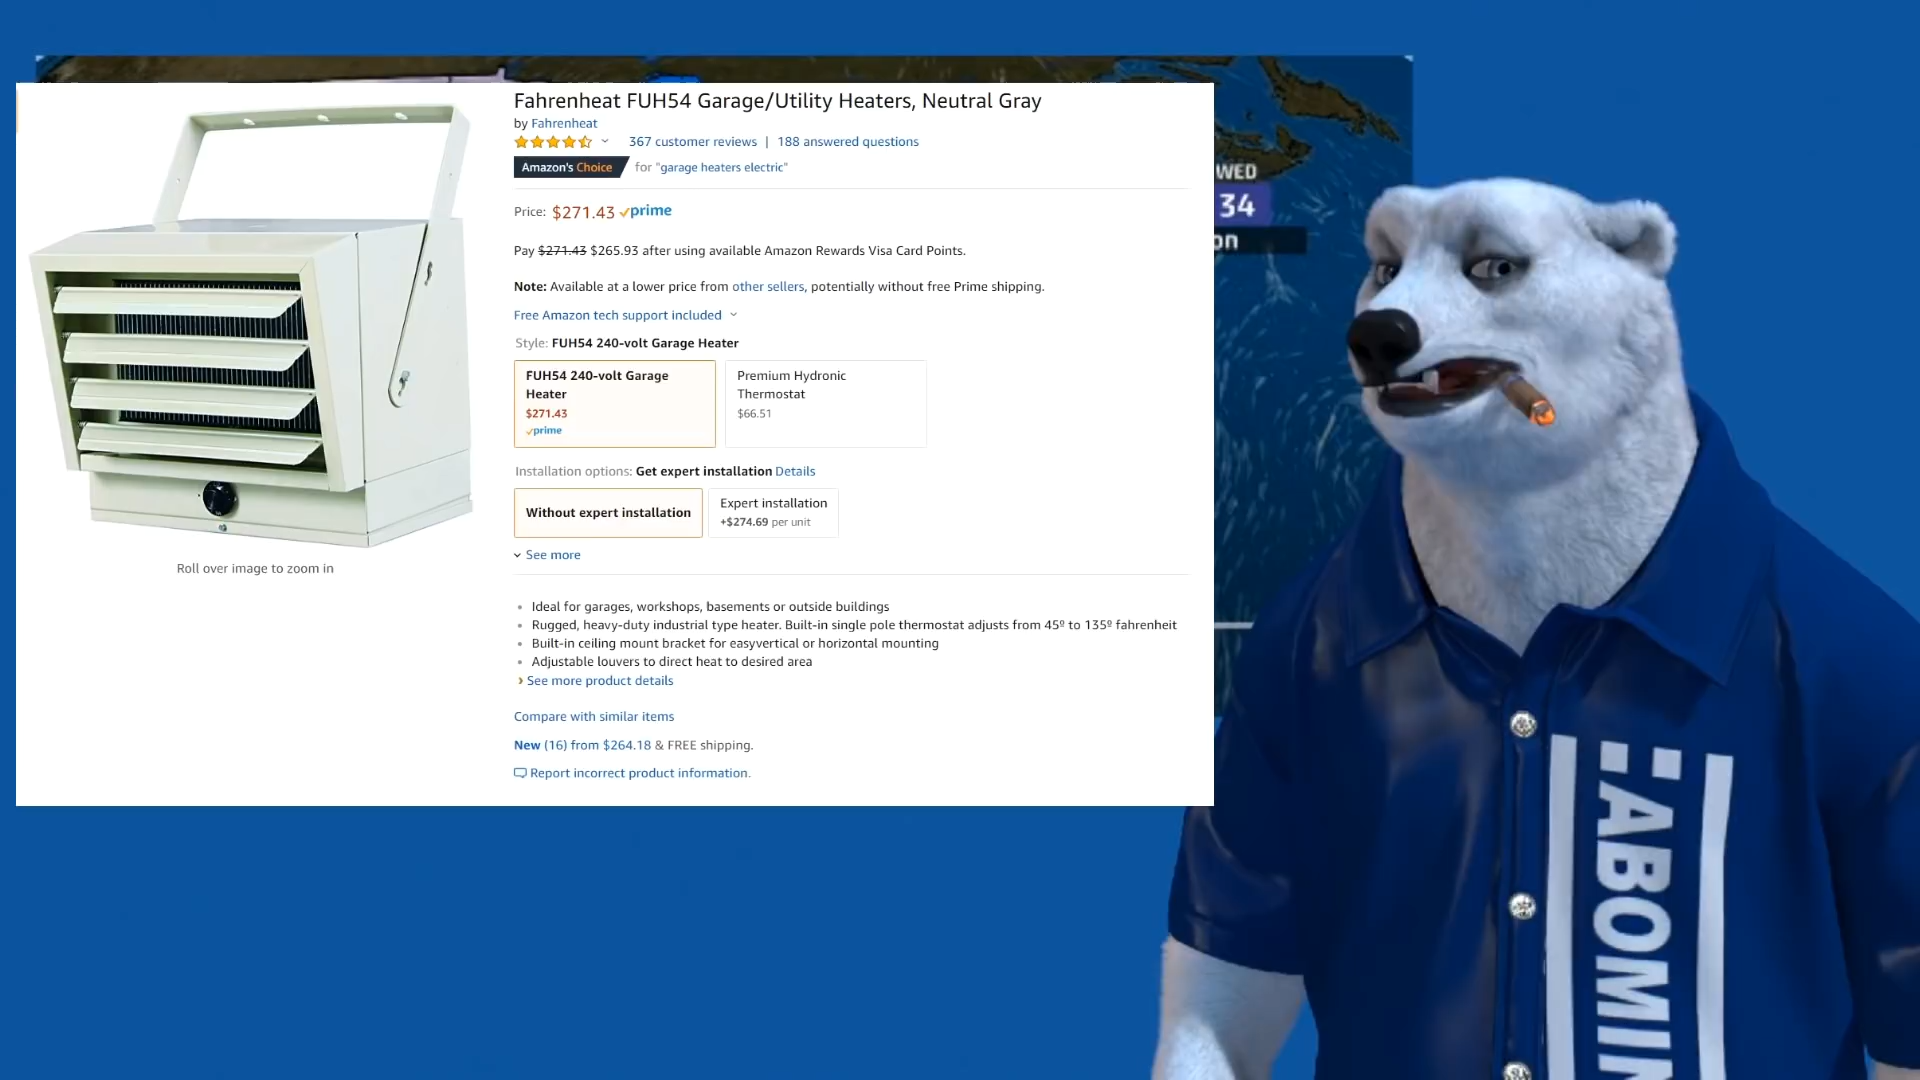 Fahrenheat FUH54 Garage/Utility Heaters, Neutral Gray
by Fahrenheat
367 customer reviews | 188 answered questions
Amazon's Choice for "garage heaters electric"
Price: $271.43 prime
Pay $271.43 $265.93 after using available Amazon Rewards Visa Card Points.
Note: Available at a lower price from other sellers, potentially without free Prime shipping.
Free Amazon tech support included
Style: FUH54 240-volt Garage Heater
FUH54 240-volt Garage
Heater
$271.43
prime
Premium Hydronic
Thermostat
$66.51
Installation options: Get expert installation Details
Without expert installation
Expert installation
+$274.69 per unit
See more
Roll over image to zoom in
• Ideal for garages, workshops, basements or outside buildings
• Rugged, heavy-duty industrial type heater. Built-in single pole thermostat adjusts from 45º to 135º fahrenheit
• Built-in ceiling mount bracket for easyvertical or horizontal mounting
• Adjustable louvers to direct heat to desired area
› See more product details
Compare with similar items
New (16) from $264.18 & FREE shipping.
Report incorrect product information.
WED
34
on
ABOMIN